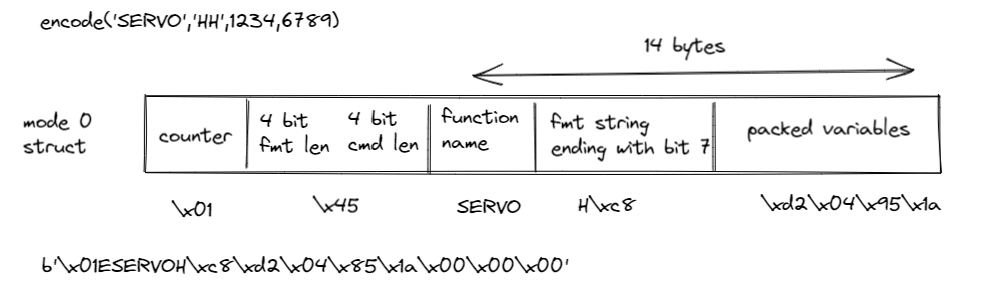 encode('SERVO','HH',1234,6789)
14 bytes
mode 0
struct
counter
4 bit 4 bit
fmt len cmd len
function
name
fmt string
ending with bit 7
packed variables
\x01
\x45
SERVO
H\xc8
\xd2\x04\x95\x1a
b'\x01ESERVOH\xc8\xd2\x04\x85\x1a\x00\x00\x00'